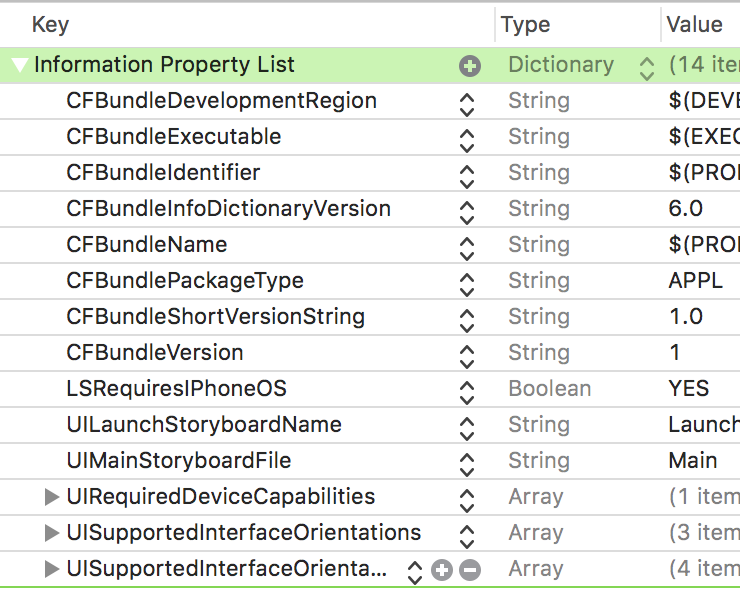 Key Type Value
Information Property List Dictionary (14 ite
CFBundleDevelopmentRegion String $(DEVE
CFBundleExecutable String $(EXEC
CFBundleIdentifier String $(PROD
CFBundleInfoDictionaryVersion String 6.0
CFBundleName String $(PROD
CFBundlePackageType String APPL
CFBundleShortVersionString String 1.0
CFBundleVersion String 1
LSRequiresIPhoneOS Boolean YES
UILaunchStoryboardName String Launch
UIMainStoryboardFile String Main
UIRequiredDeviceCapabilities Array (1 item
UISupportedInterfaceOrientations Array (3 item
UISupportedInterfaceOrienta... Array (4 item